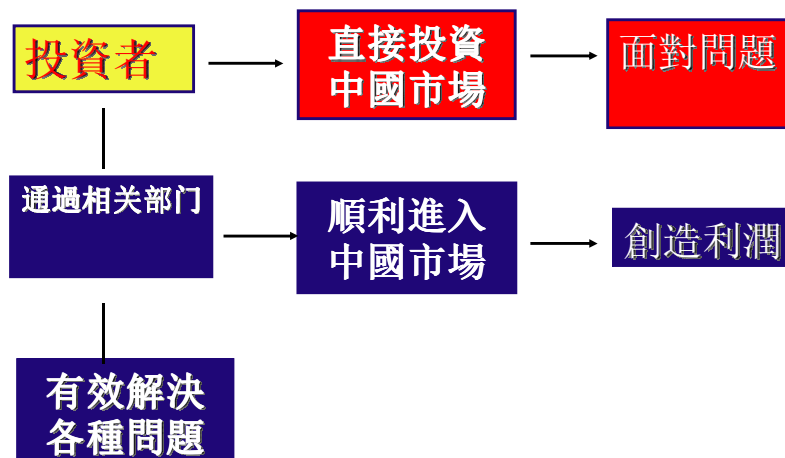 投資者
直接投資
中國市場
面對問題
通過相关部门
順利進入
中國市場
創造利潤
有效解決
各種問題